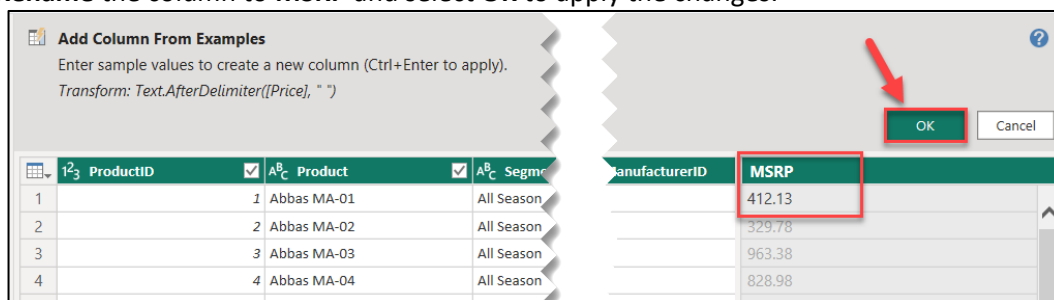 Rename the column to MSRP and select OK to apply the changes.
Add Column From Examples
Enter sample values to create a new column (Ctrl+Enter to apply).
Transform: Text.AfterDelimiter([Price], " ")
OK Cancel
123 ProductID ABC Product ABC Segme anufacturerID MSRP
1 1 Abbas MA-01 All Season 412.13
2 2 Abbas MA-02 All Season 329.78
3 3 Abbas MA-03 All Season 963.38
4 4 Abbas MA-04 All Season 828.98